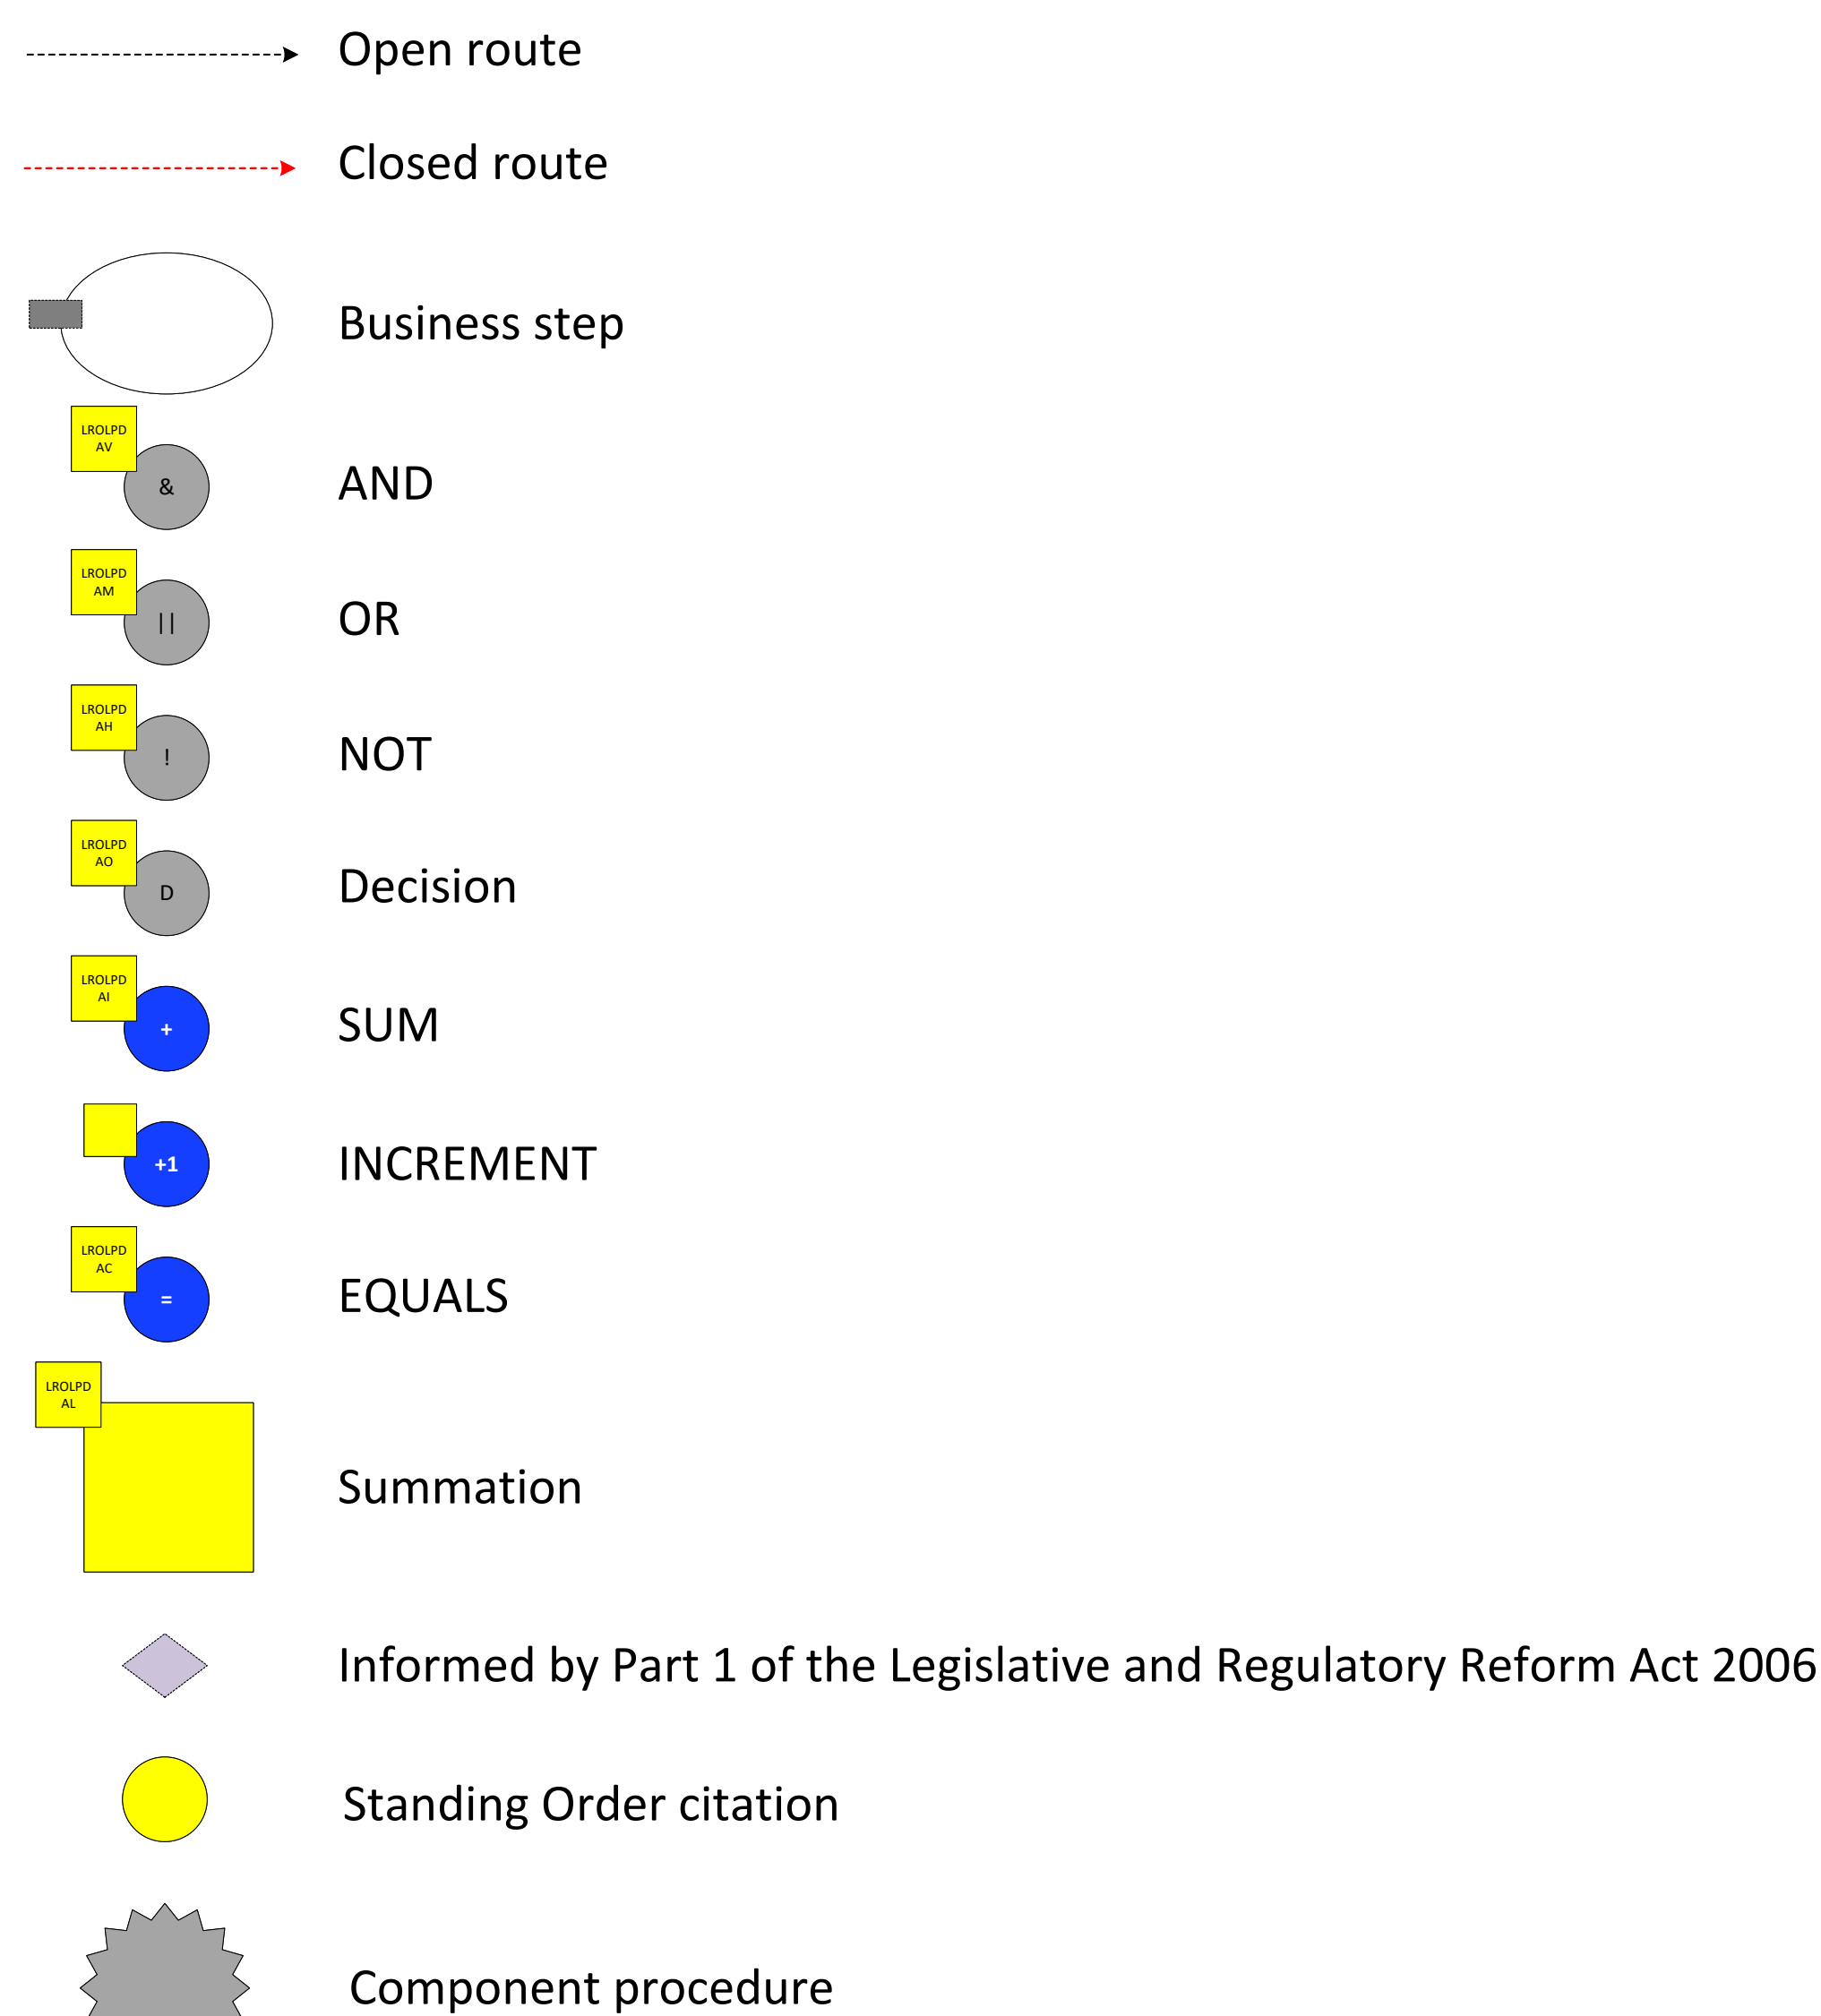 Open route
Closed route
Business step
LROLPD
AV
&
AND
LROLPD
AM
||
OR
LROLPD
AH
!
NOT
LROLPD
AO
D
Decision
LROLPD
AI
+
SUM
+1
INCREMENT
LROLPD
AC
=
EQUALS
LROLPD
AL
Summation
Informed by Part 1 of the Legislative and Regulatory Reform Act 2006
Standing Order citation
Component procedure